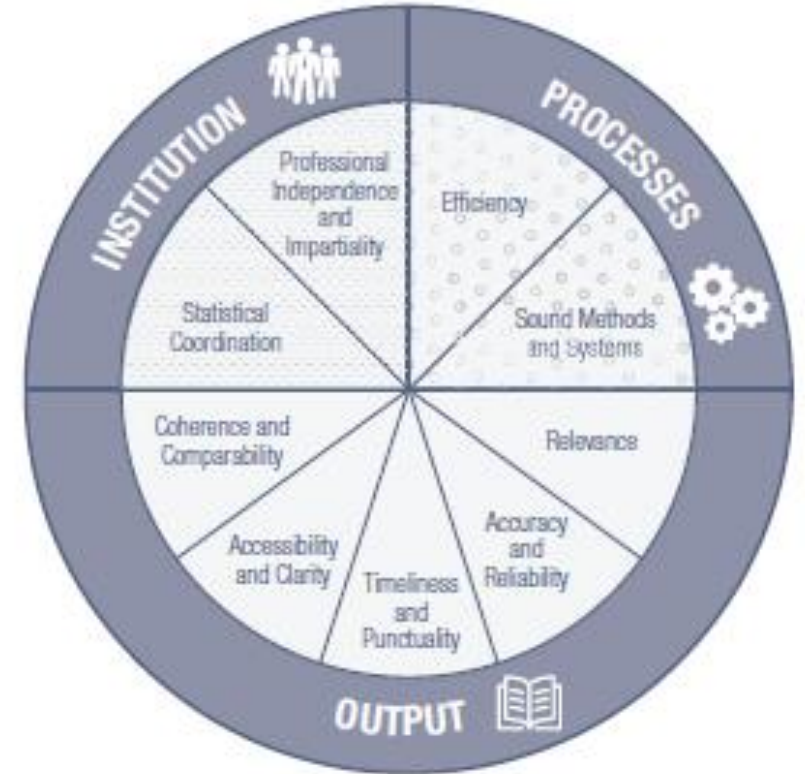 INSTITUTION
PROCESSES
Professional
Independence
and
Impartiality
Efficiency
Statistical
Coordination
Sound Methods
and Systems
Coherence and
Comparability
Relevance
Accessibility
and Clarity
Timeliness
and
Punctuality
Accuracy
and
Reliability
OUTPUT